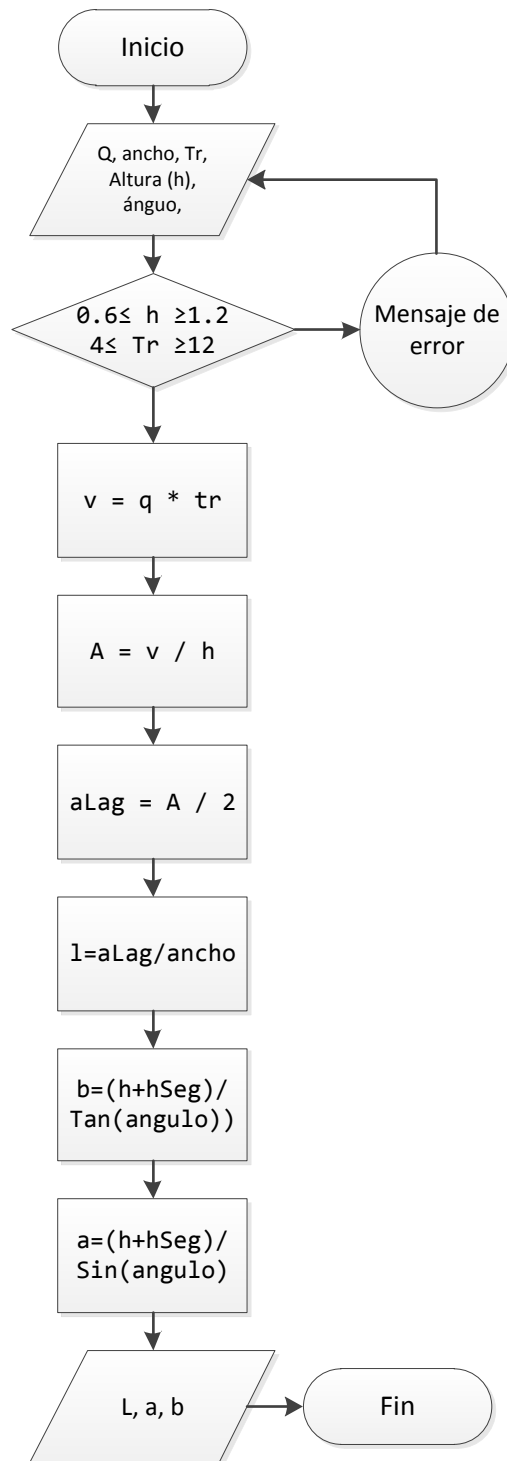 Inicio
Q, ancho, Tr,
Altura (h),
ánguo,
0.6≤ h ≥1.2
4≤ Tr ≥12
Mensaje de
error
v = q * tr
A = v / h
aLag = A / 2
l=aLag/ancho
b=(h+hSeg)/
Tan(angulo))
a=(h+hSeg)/
Sin(angulo)
L, a, b
Fin